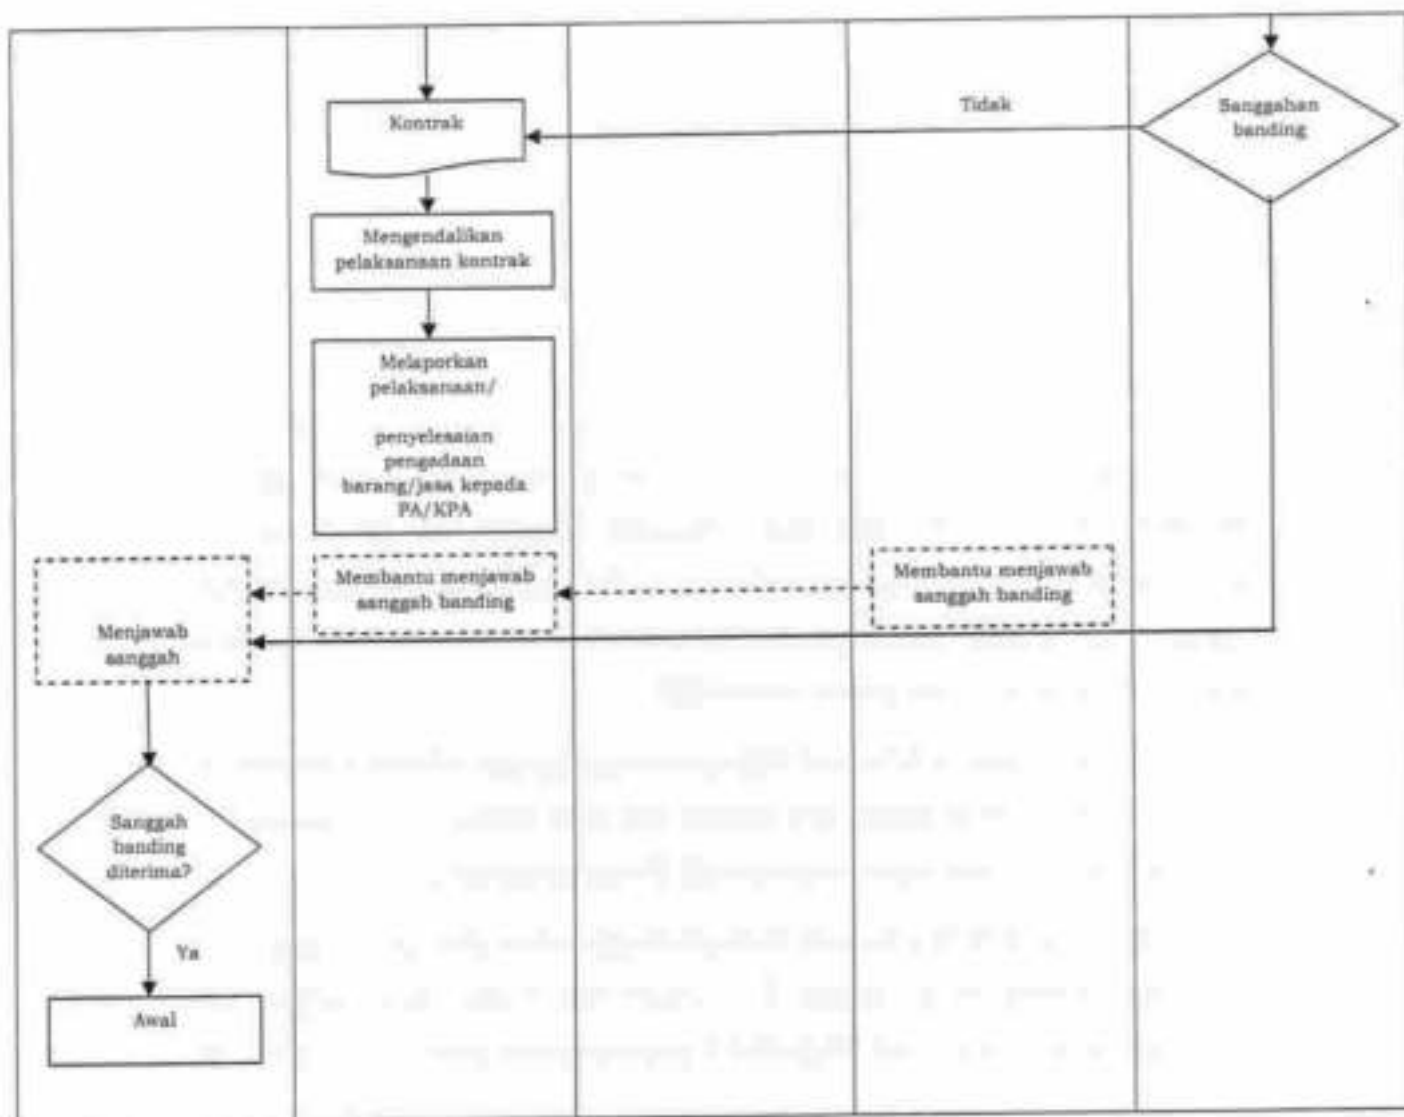 Kontrak
Tidak
Sanggahan
banding
Mengendalikan
pelaksanaan kontrak
Melaporkan
pelaksanaan/
penyelesaian
pengadaan
barang/jasa kepada
PA/KPA
Membantu menjawab
sanggah banding
Membantu menjawab
sanggah banding
Menjawab
sanggah
Sanggah
banding
diterima?
Ya
Awal